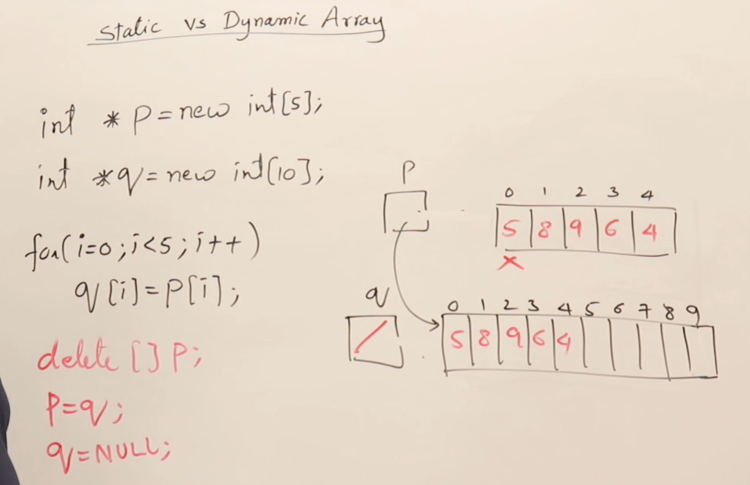 Static vs Dynamic Array
int * p = new int[5];
int *q = new int[10];
for(i=0; i<5; i++)
q[i] = p[i];
delete [] p;
p=q;
q=NULL;
p
0 1 2 3 4
5 8 9 6 4
x
q
0 1 2 3 4 5 6 7 8 9
5 8 9 6 4